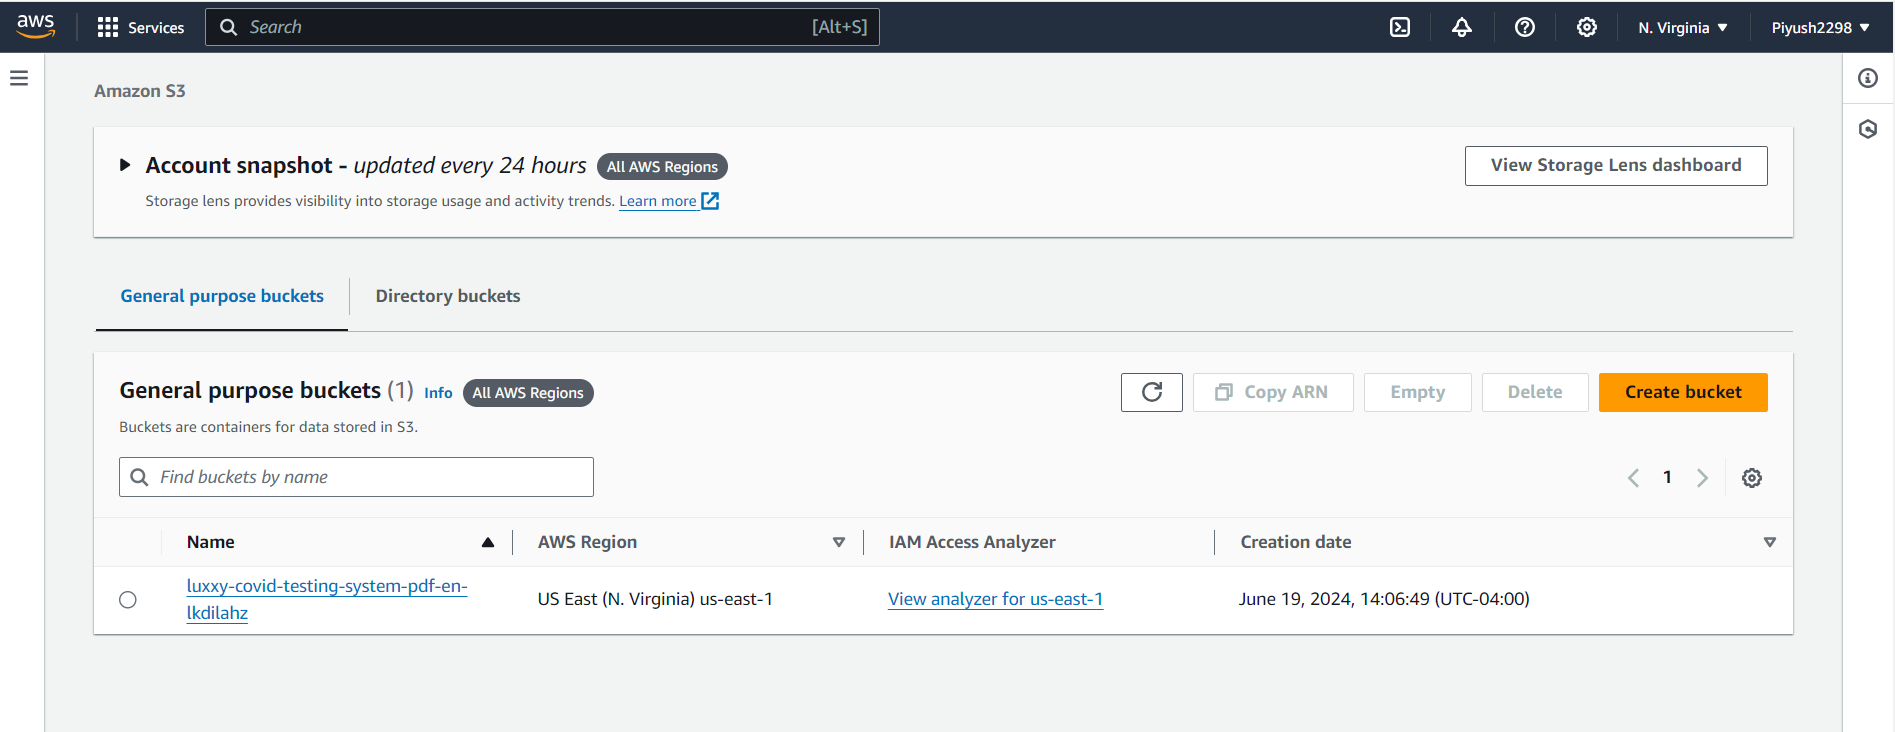 aws
Services
Search [Alt+S]
N. Virginia
Piyush2298
Amazon S3
Account snapshot - updated every 24 hours All AWS Regions
View Storage Lens dashboard
Storage lens provides visibility into storage usage and activity trends. Learn more
General purpose buckets
Directory buckets
General purpose buckets (1) Info All AWS Regions
Copy ARN
Empty
Delete
Create bucket
Buckets are containers for data stored in S3.
Find buckets by name
1
Name
AWS Region
IAM Access Analyzer
Creation date
luxxy-covid-testing-system-pdf-en-
lkdilahz
US East (N. Virginia) us-east-1
View analyzer for us-east-1
June 19, 2024, 14:06:49 (UTC-04:00)